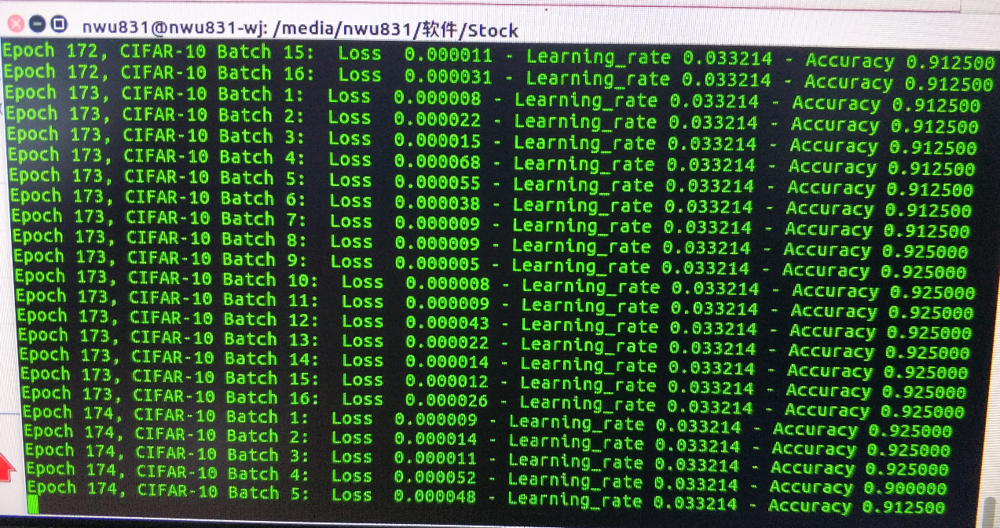 nwu831@nwu831-wj: /media/nwu831/软件/Stock
Epoch 172, CIFAR-10 Batch 15:  Loss  0.000011 - Learning_rate 0.033214 - Accuracy 0.912500
Epoch 172, CIFAR-10 Batch 16:  Loss  0.000031 - Learning_rate 0.033214 - Accuracy 0.912500
Epoch 173, CIFAR-10 Batch 1:  Loss  0.000008 - Learning_rate 0.033214 - Accuracy 0.912500
Epoch 173, CIFAR-10 Batch 2:  Loss  0.000022 - Learning_rate 0.033214 - Accuracy 0.912500
Epoch 173, CIFAR-10 Batch 3:  Loss  0.000015 - Learning_rate 0.033214 - Accuracy 0.912500
Epoch 173, CIFAR-10 Batch 4:  Loss  0.000068 - Learning_rate 0.033214 - Accuracy 0.912500
Epoch 173, CIFAR-10 Batch 5:  Loss  0.000055 - Learning_rate 0.033214 - Accuracy 0.912500
Epoch 173, CIFAR-10 Batch 6:  Loss  0.000038 - Learning_rate 0.033214 - Accuracy 0.912500
Epoch 173, CIFAR-10 Batch 7:  Loss  0.000009 - Learning_rate 0.033214 - Accuracy 0.912500
Epoch 173, CIFAR-10 Batch 8:  Loss  0.000009 - Learning_rate 0.033214 - Accuracy 0.925000
Epoch 173, CIFAR-10 Batch 9:  Loss  0.000005 - Learning_rate 0.033214 - Accuracy 0.925000
Epoch 173, CIFAR-10 Batch 10:  Loss  0.000008 - Learning_rate 0.033214 - Accuracy 0.925000
Epoch 173, CIFAR-10 Batch 11:  Loss  0.000009 - Learning_rate 0.033214 - Accuracy 0.925000
Epoch 173, CIFAR-10 Batch 12:  Loss  0.000043 - Learning_rate 0.033214 - Accuracy 0.925000
Epoch 173, CIFAR-10 Batch 13:  Loss  0.000022 - Learning_rate 0.033214 - Accuracy 0.925000
Epoch 173, CIFAR-10 Batch 14:  Loss  0.000014 - Learning_rate 0.033214 - Accuracy 0.925000
Epoch 173, CIFAR-10 Batch 15:  Loss  0.000012 - Learning_rate 0.033214 - Accuracy 0.925000
Epoch 173, CIFAR-10 Batch 16:  Loss  0.000026 - Learning_rate 0.033214 - Accuracy 0.925000
Epoch 174, CIFAR-10 Batch 1:  Loss  0.000009 - Learning_rate 0.033214 - Accuracy 0.925000
Epoch 174, CIFAR-10 Batch 2:  Loss  0.000014 - Learning_rate 0.033214 - Accuracy 0.925000
Epoch 174, CIFAR-10 Batch 3:  Loss  0.000011 - Learning_rate 0.033214 - Accuracy 0.925000
Epoch 174, CIFAR-10 Batch 4:  Loss  0.000052 - Learning_rate 0.033214 - Accuracy 0.900000
Epoch 174, CIFAR-10 Batch 5:  Loss  0.000048 - Learning_rate 0.033214 - Accuracy 0.912500